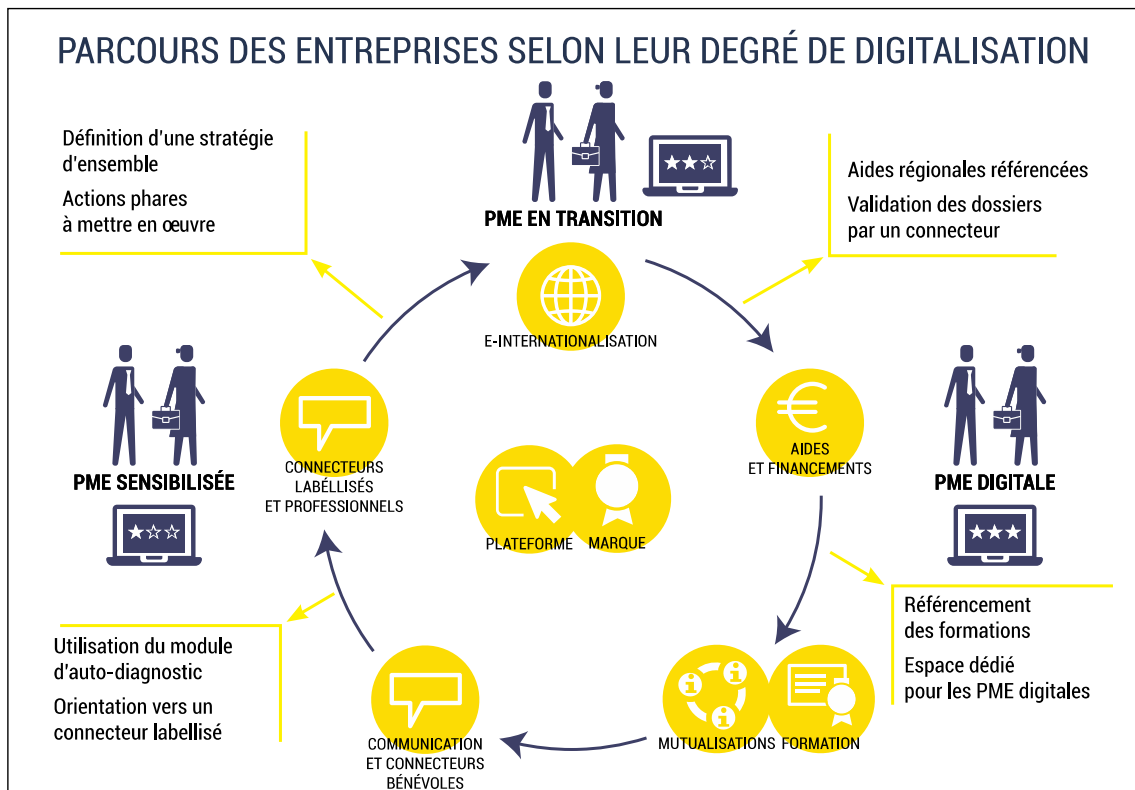 PARCOURS DES ENTREPRISES SELON LEUR DEGRÉ DE DIGITALISATION
Définition d'une stratégie
d'ensemble
Actions phares
à mettre en œuvre
PME EN TRANSITION
Aides régionales référencées
Validation des dossiers
par un connecteur
E-INTERNATIONALISATION
PME SENSIBILISÉE
CONNECTEURS
LABÉLLISÉS
ET PROFESSIONNELS
AIDES
ET FINANCEMENTS
PME DIGITALE
PLATEFORME
MARQUE
Utilisation du module
d'auto-diagnostic
Orientation vers un
connecteur labellisé
Référencement
des formations
Espace dédié
pour les PME digitales
COMMUNICATION
ET CONNECTEURS
BÉNÉVOLES
MUTUALISATIONS
FORMATION